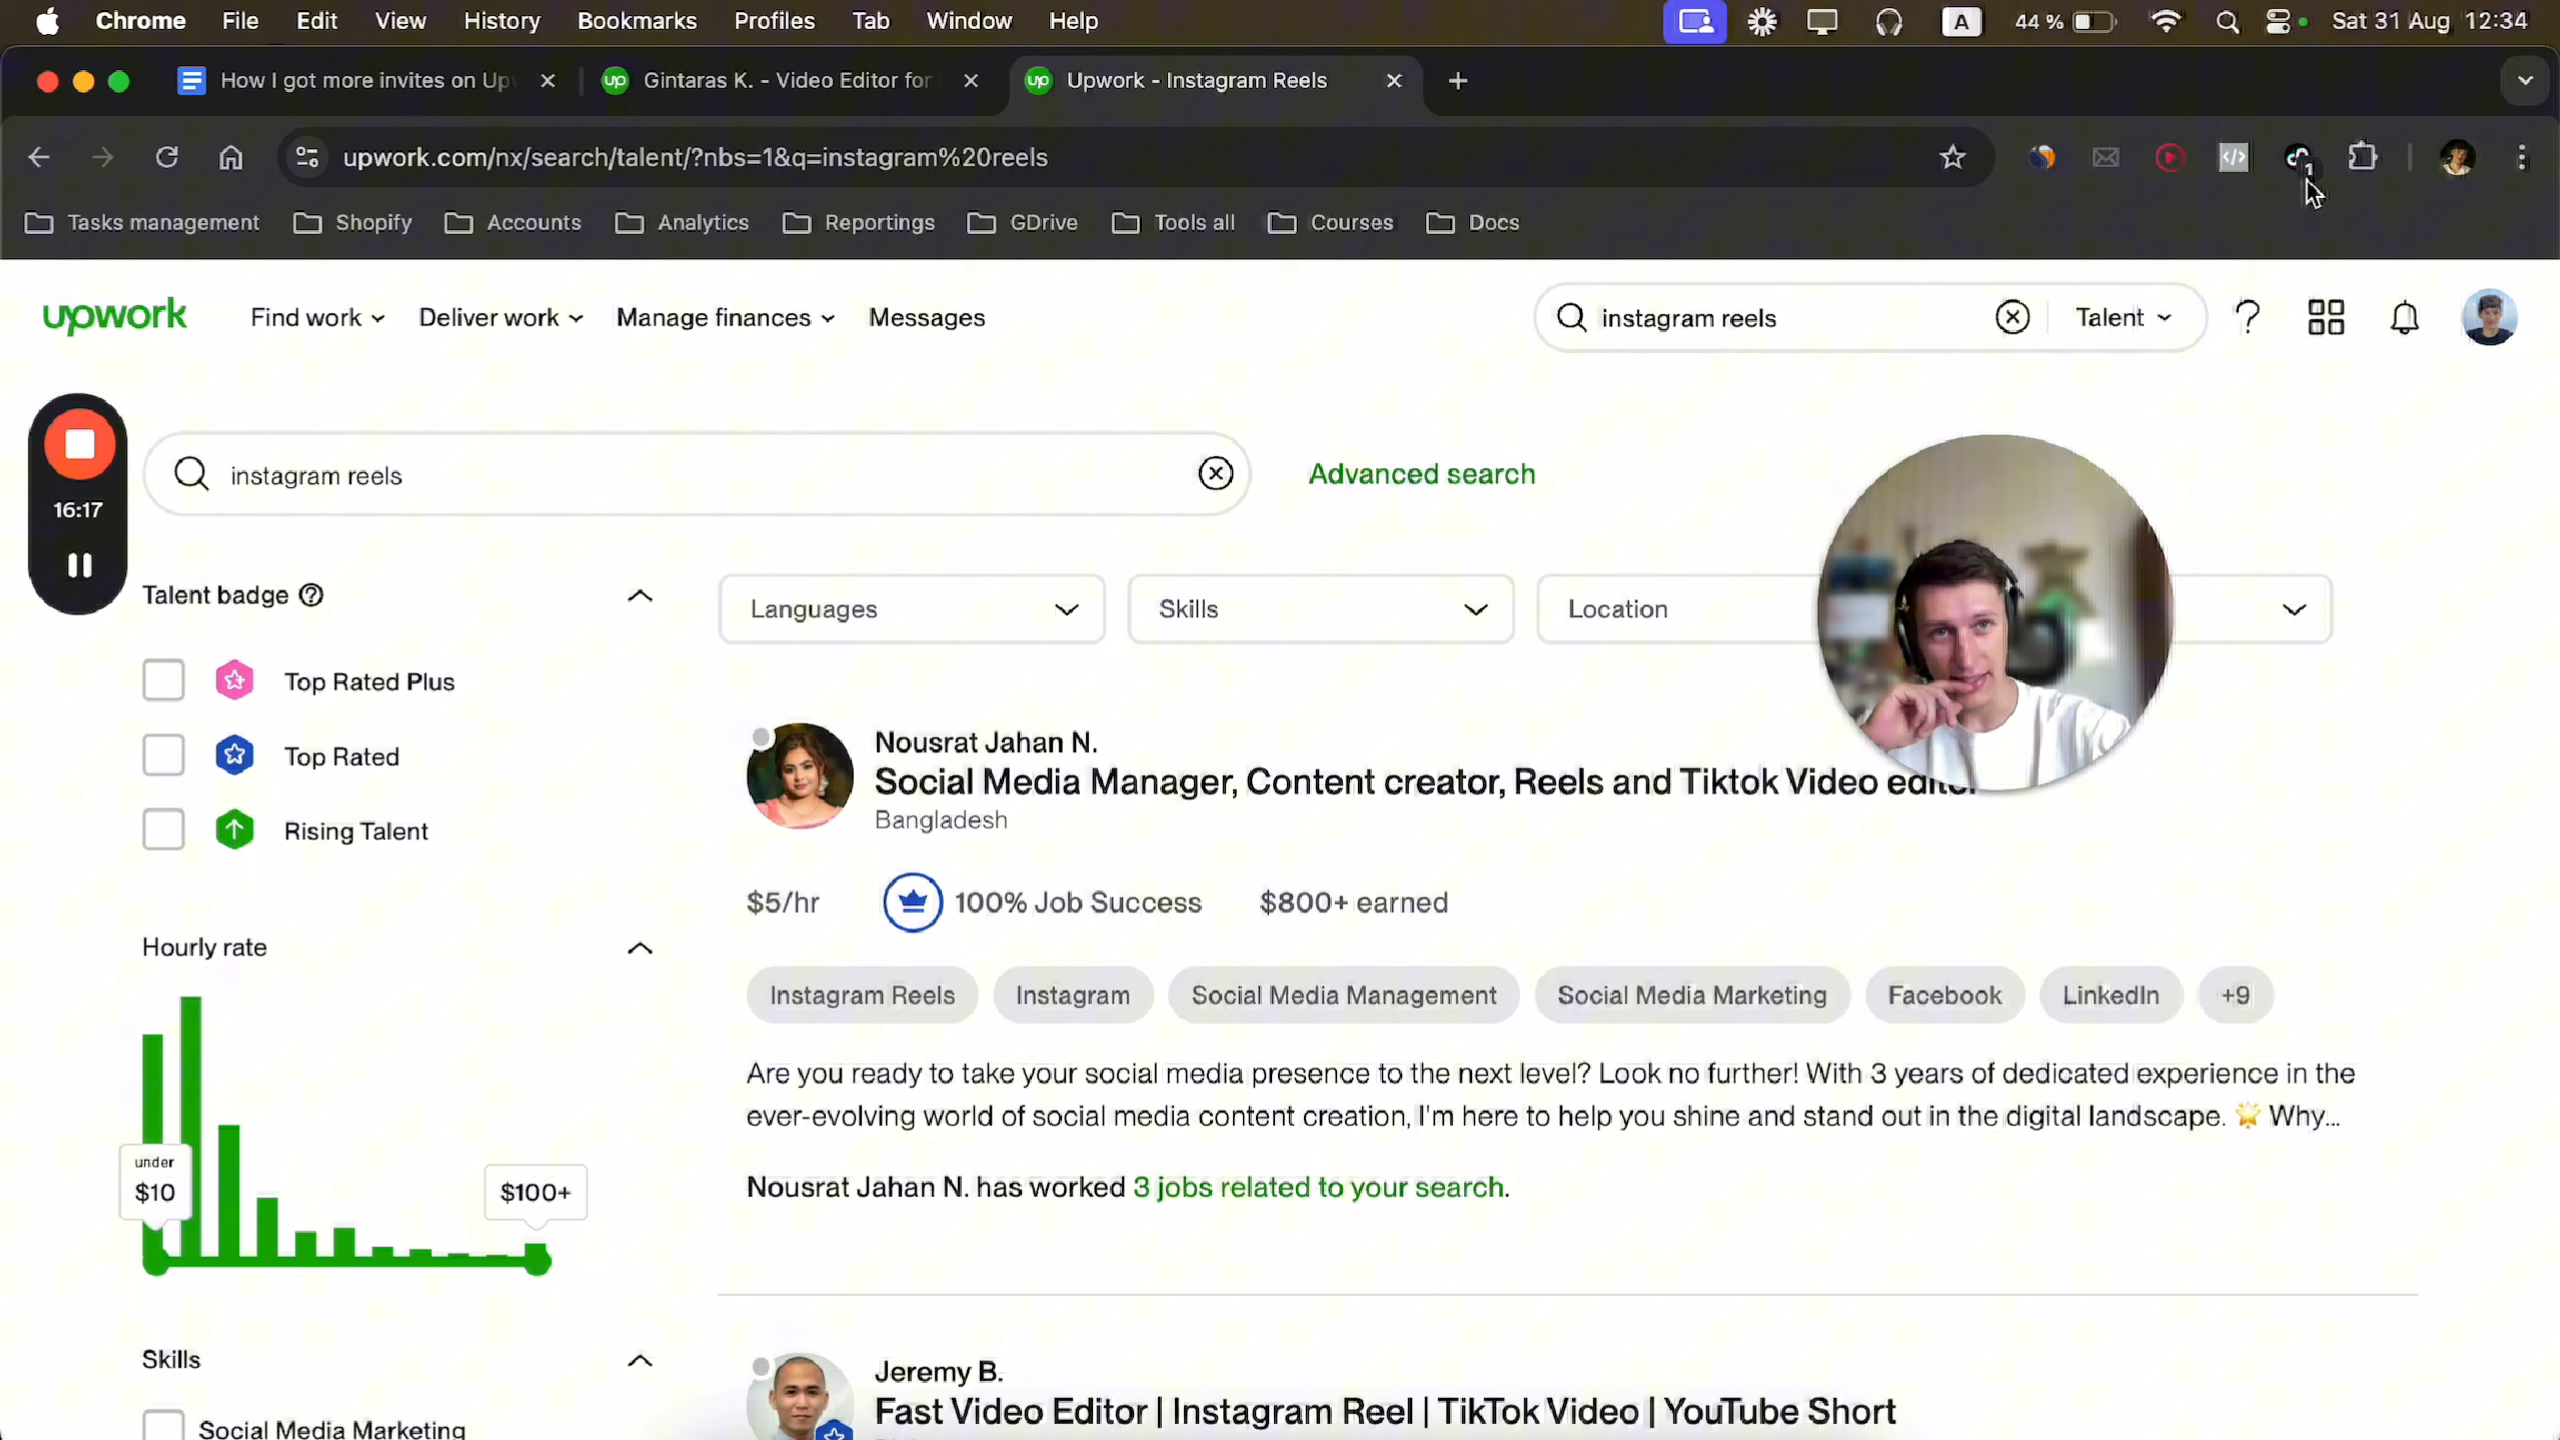 Chrome File Edit View History Bookmarks Profiles Tab Window Help A 44 % Sat 31 Aug 12:34
How I got more invites on Up
up Gintaras K. - Video Editor for
up Upwork - Instagram Reels
upwork.com/nx/search/talent/?nbs=1&q=instagram%20reels
1
Tasks management Shopify Accounts Analytics Reportings GDrive Tools all Courses Docs
upwork Find work Deliver work Manage finances Messages instagram reels Talent
instagram reels Advanced search
16:17
Talent badge
Languages Skills Location
Top Rated Plus
Top Rated
Rising Talent
Nousrat Jahan N.
Social Media Manager, Content creator, Reels and Tiktok Video editor
Bangladesh
$5/hr 100% Job Success $800+ earned
Hourly rate
under
$10
$100+
Instagram Reels Instagram Social Media Management Social Media Marketing Facebook LinkedIn +9
Are you ready to take your social media presence to the next level? Look no further! With 3 years of dedicated experience in the
ever-evolving world of social media content creation, I'm here to help you shine and stand out in the digital landscape. 🌟 Why...
Nousrat Jahan N. has worked 3 jobs related to your search.
Skills
Social Media Marketing
Jeremy B.
Fast Video Editor | Instagram Reel | TikTok Video | YouTube Short